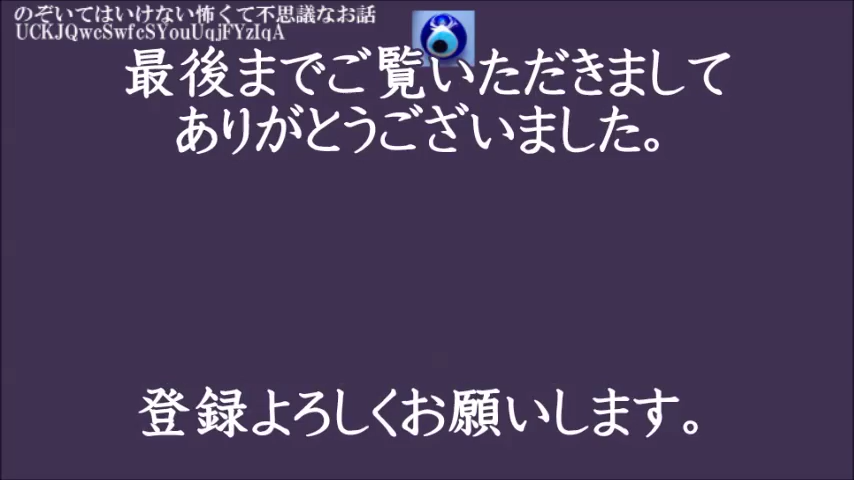 のぞいてはいけない怖くて不思議なお話
UCKJQwcSwfcSYouUqjFYzIqA
最後までご覧いただきまして
ありがとうございました。
登録よろしくお願いします。